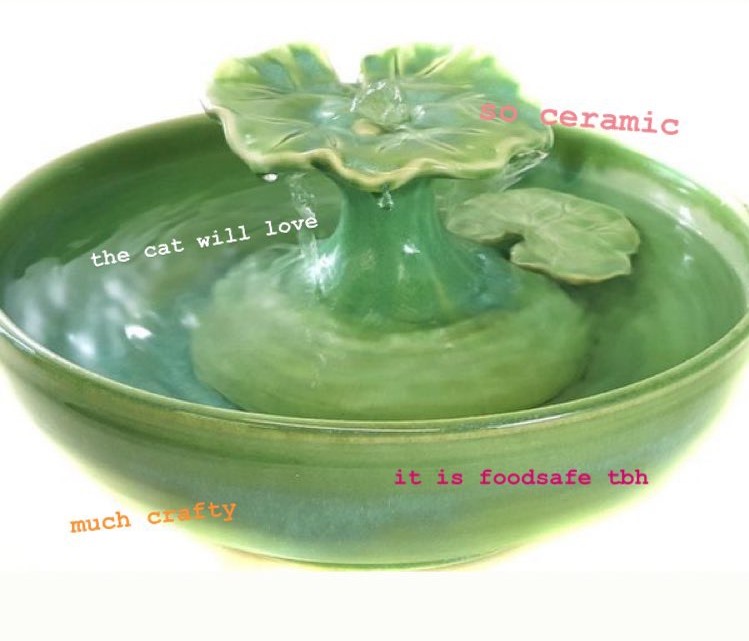 so ceramic
the cat will love
it is foodsafe tbh
much crafty